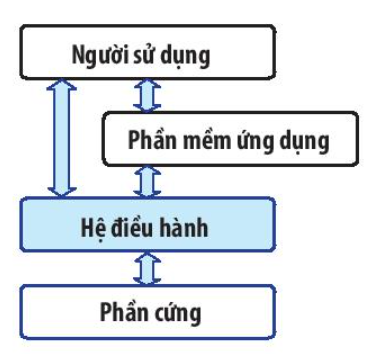 Người sử dụng
Phần mềm ứng dụng
Hệ điều hành
Phần cứng